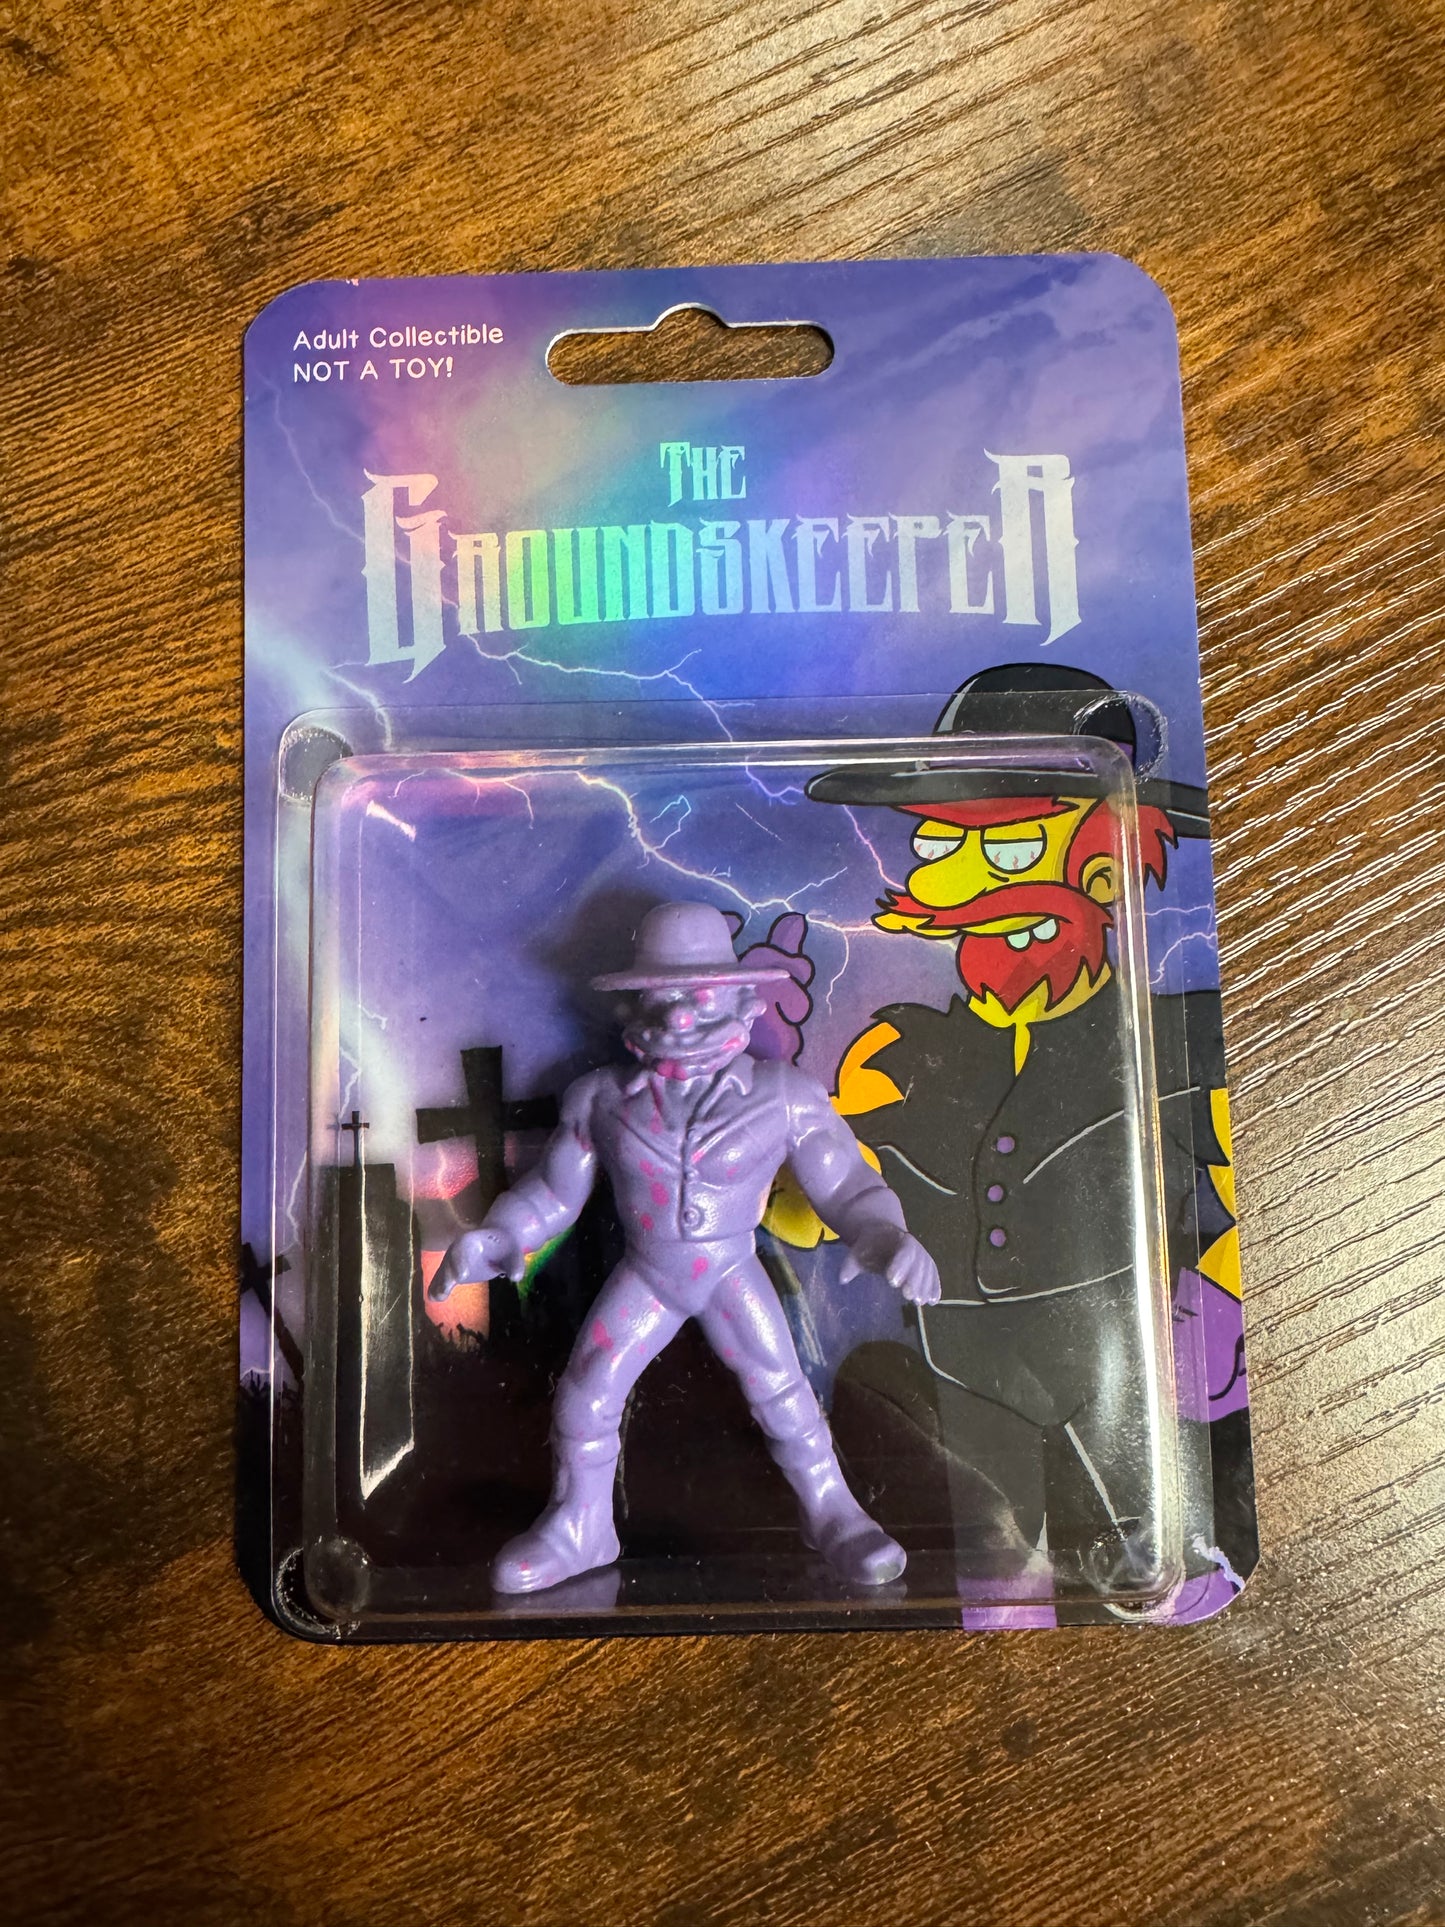 Adult Collectible
NOT A TOY!
THE
GROUNDSKEEPER